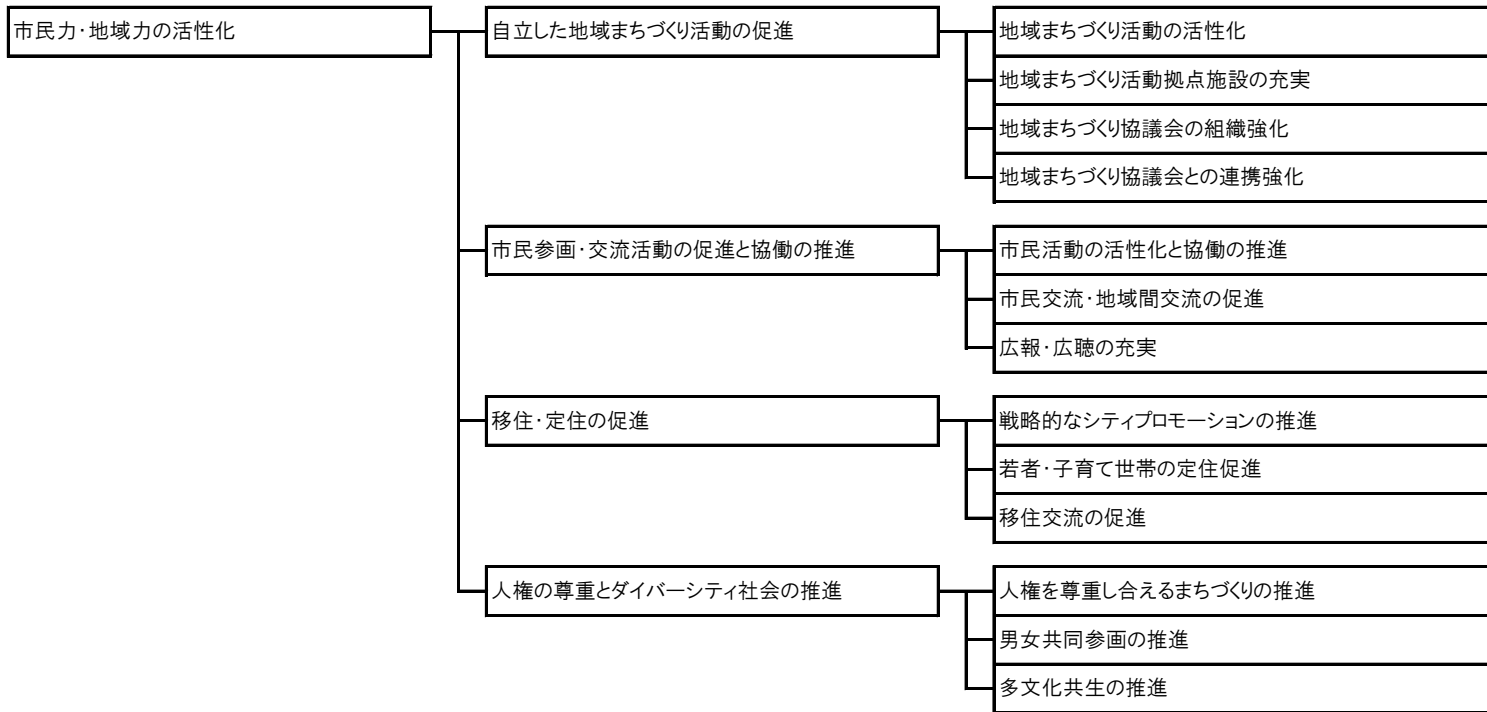 市民力・地域力の活性化
自立した地域まちづくり活動の促進
地域まちづくり活動の活性化
地域まちづくり活動拠点施設の充実
地域まちづくり協議会の組織強化
地域まちづくり協議会との連携強化
市民参画・交流活動の促進と協働の推進
市民活動の活性化と協働の推進
市民交流・地域間交流の促進
広報・広聴の充実
移住・定住の促進
戦略的なシティプロモーションの推進
若者・子育て世帯の定住促進
移住交流の促進
人権の尊重とダイバーシティ社会の推進
人権を尊重し合えるまちづくりの推進
男女共同参画の推進
多文化共生の推進